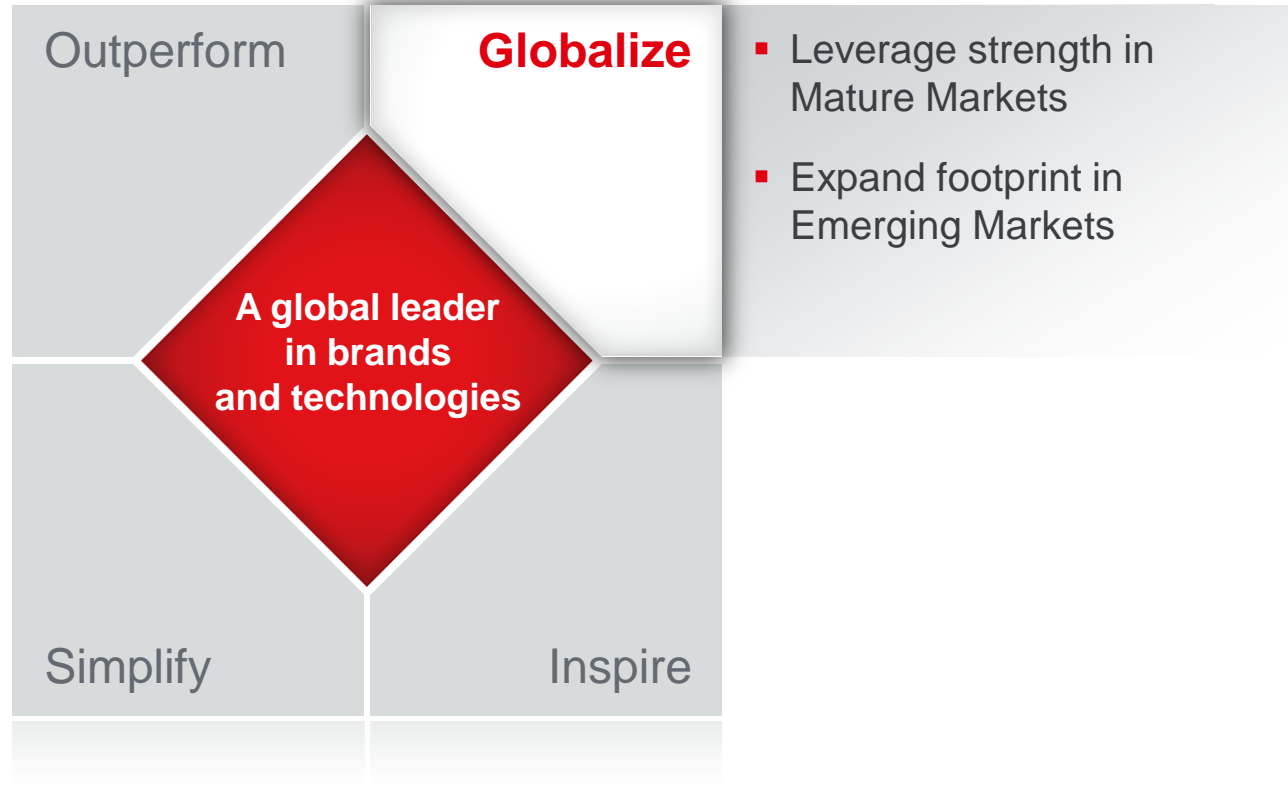 Outperform
Globalize
▪ Leverage strength in
Mature Markets
▪ Expand footprint in
Emerging Markets
A global leader
in brands
and technologies
Simplify
Inspire